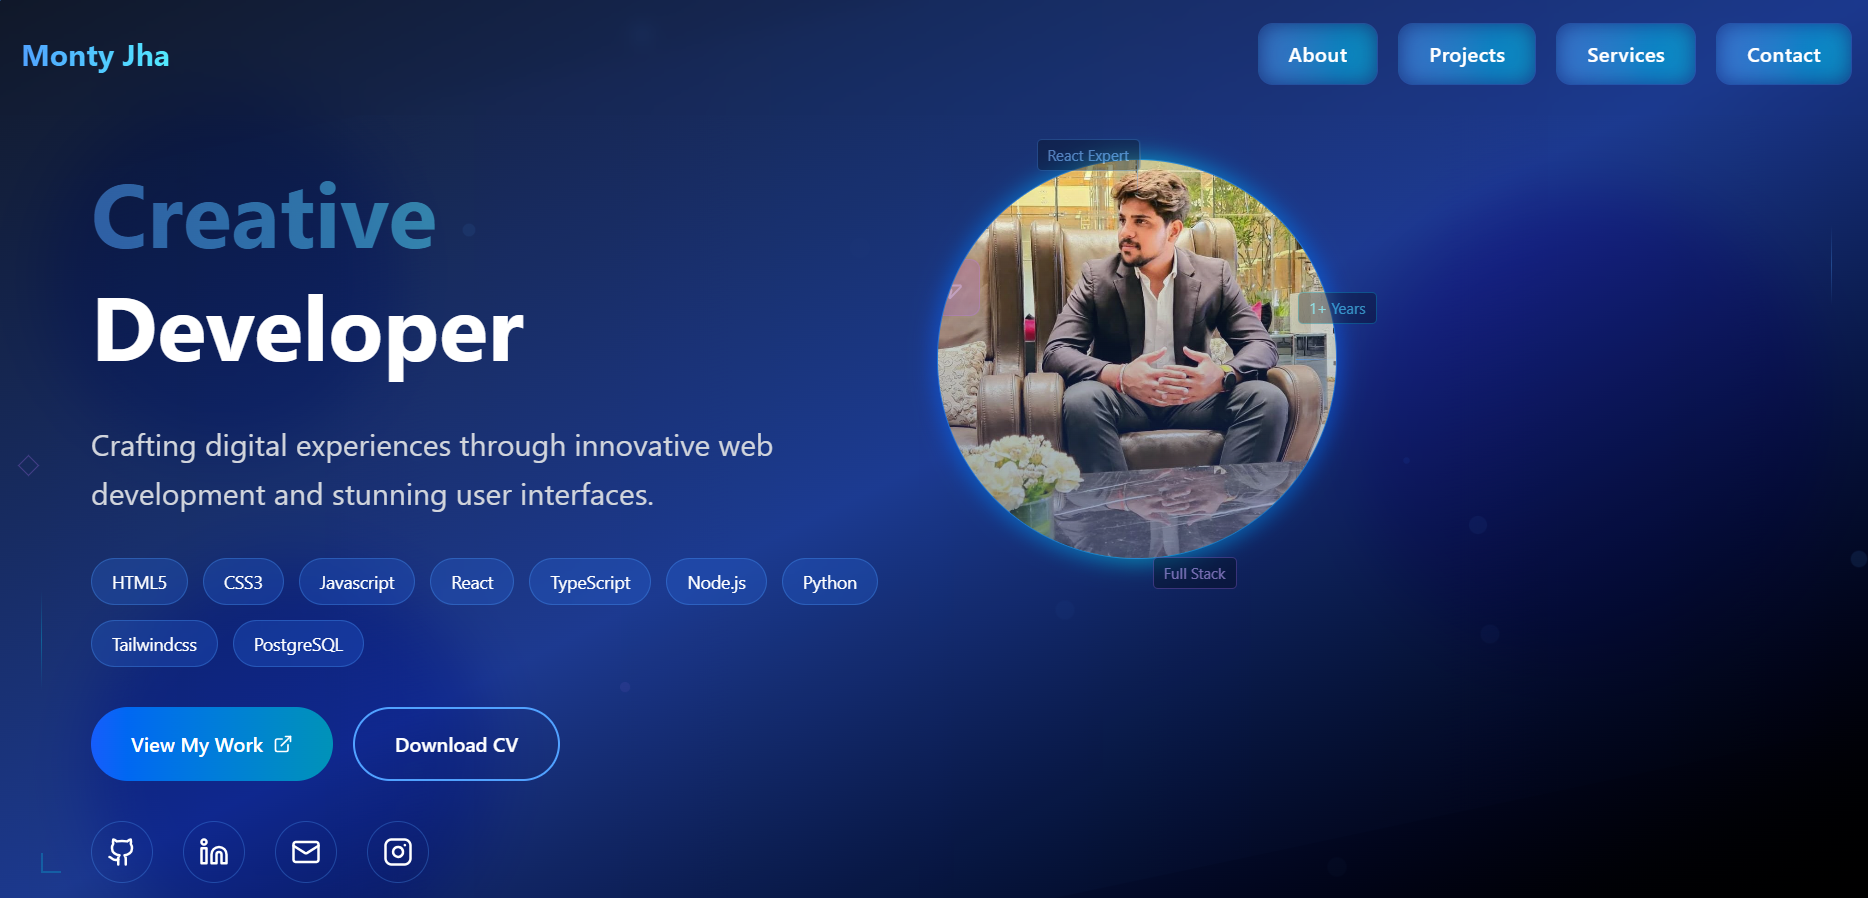 Monty Jha
About
Projects
Services
Contact
Creative
Developer
Crafting digital experiences through innovative web
development and stunning user interfaces.
HTML5
CSS3
Javascript
React
TypeScript
Node.js
Python
Tailwindcss
PostgreSQL
View My Work
Download CV
React Expert
1+ Years
Full Stack